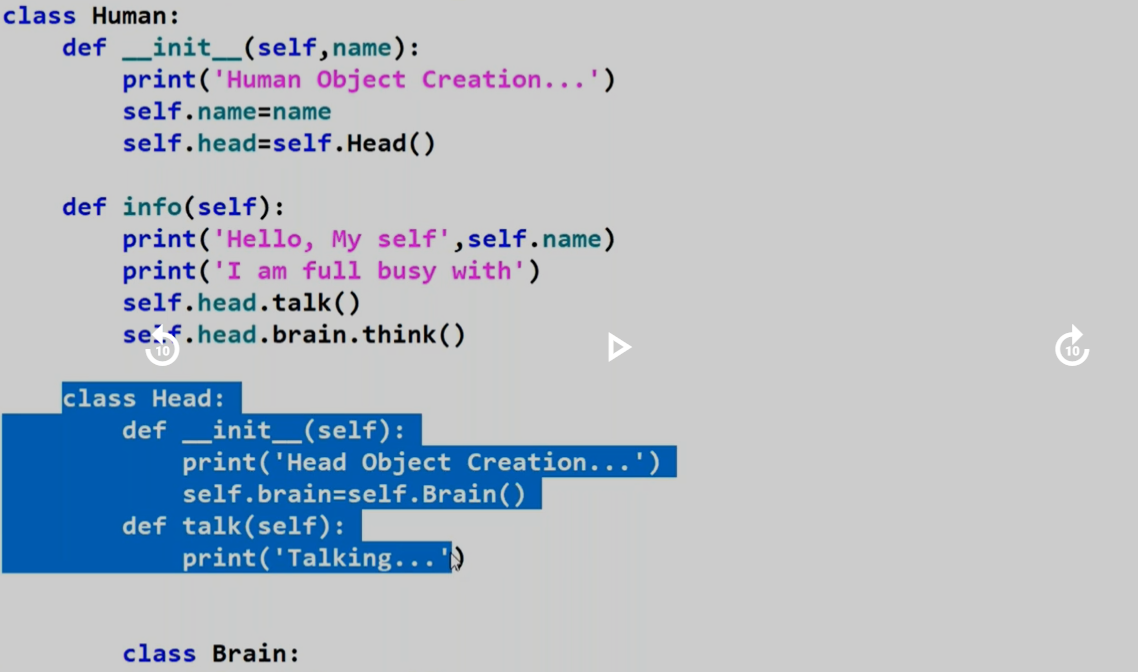 class Human:
    def __init__(self,name):
        print('Human Object Creation...')
        self.name=name
        self.head=self.Head()
    def info(self):
        print('Hello, My self',self.name)
        print('I am full busy with')
        self.head.talk()
        self.head.brain.think()
10
10
    class Head:
        def __init__(self):
            print('Head Object Creation...')
            self.brain=self.Brain()
        def talk(self):
            print('Talking...')
        class Brain: